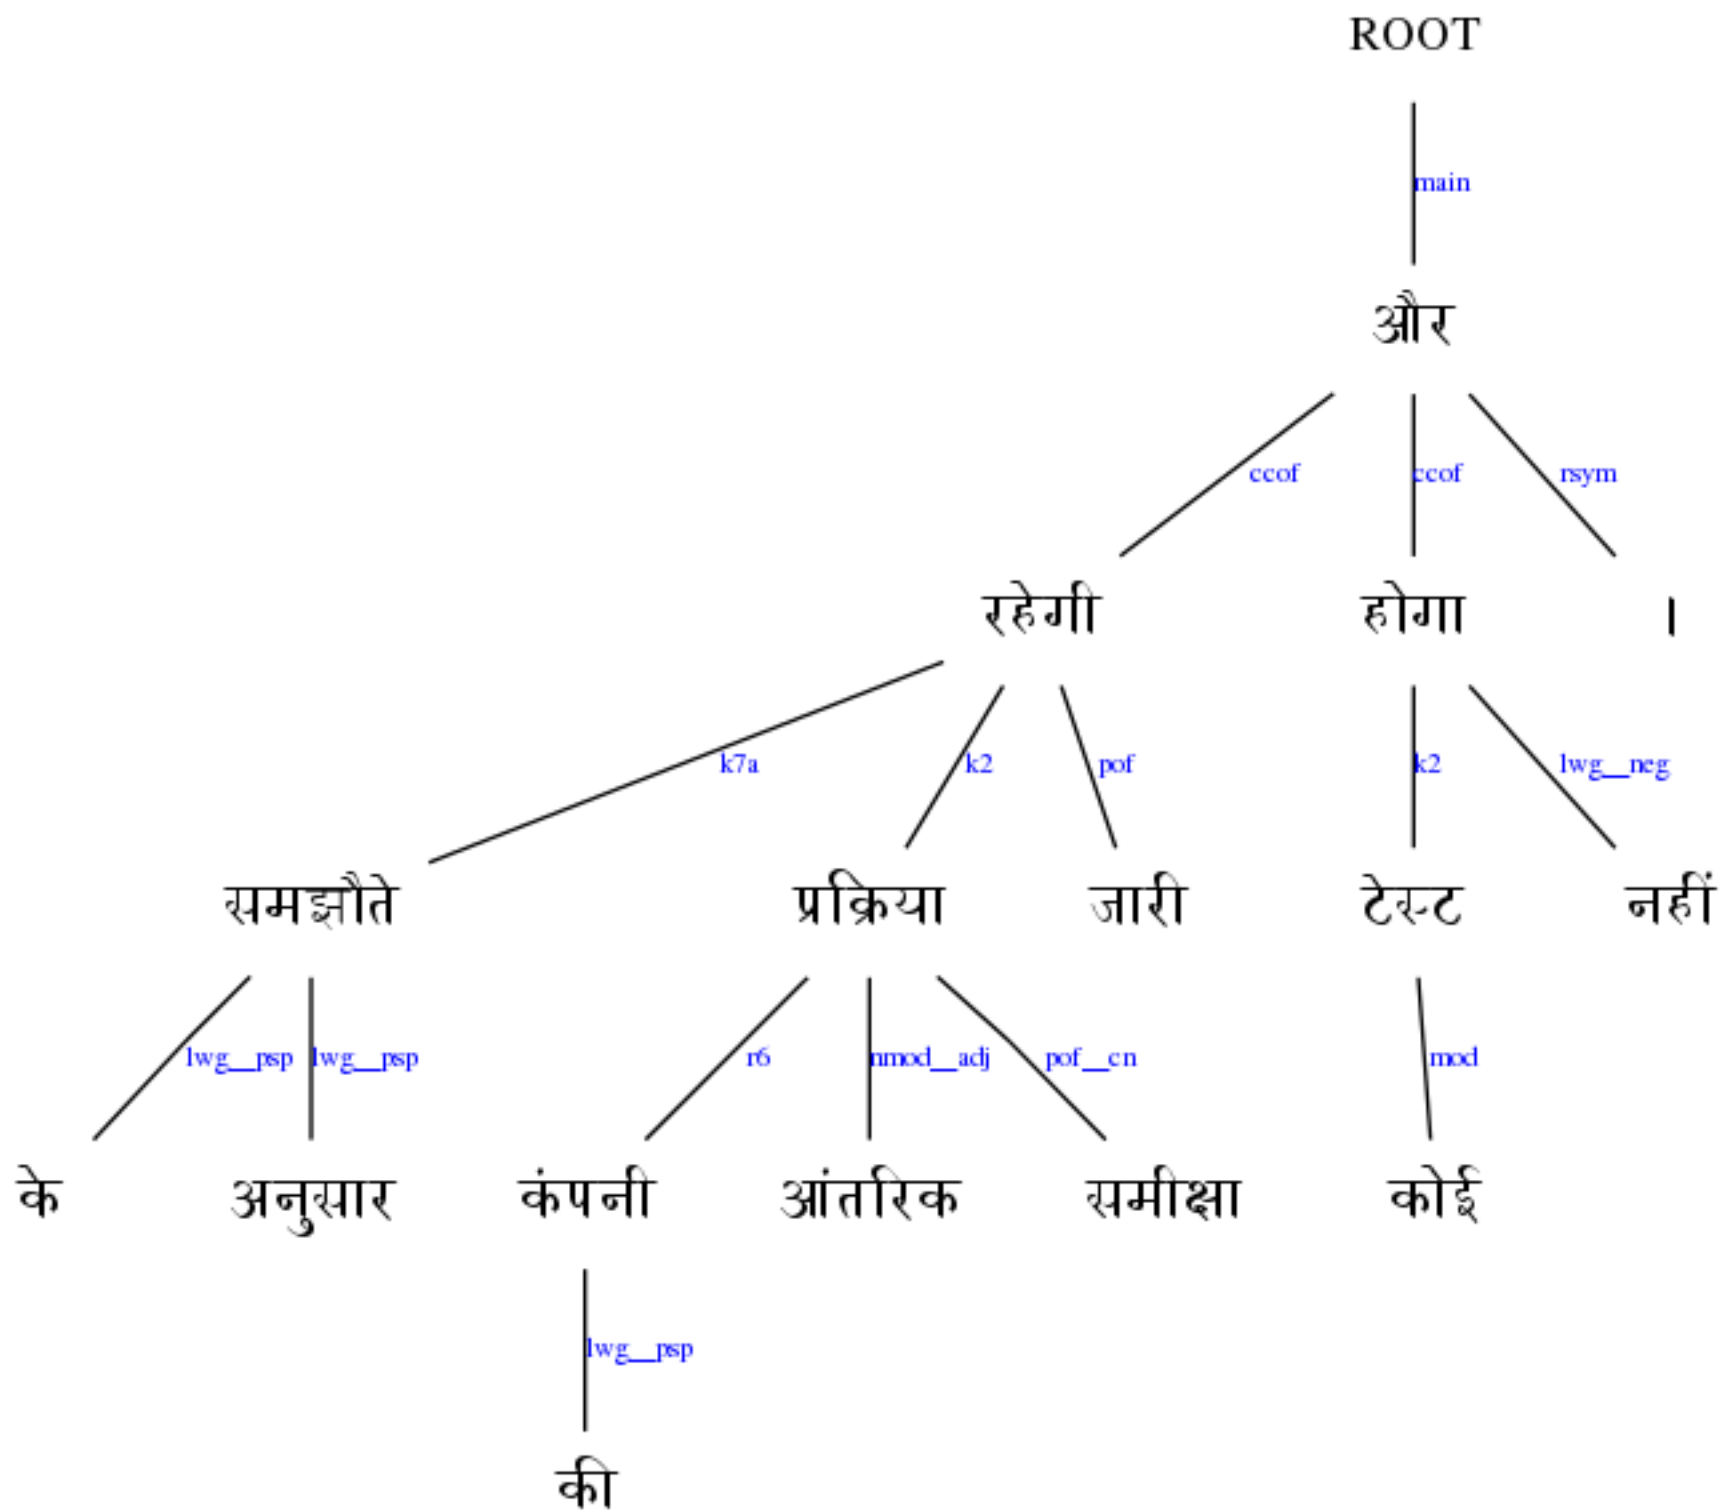 ROOT
main
और
ccof ccof rsym
रहेगी होगा ।
k7a k2 pof k2 lwg__neg
समझौते प्रक्रिया जारी टेस्ट नहीं
lwg__psp lwg__psp r6 nmod__adj pof__cn mod
के अनुसार कंपनी आंतरिक समीक्षा कोई
lwg__psp
की